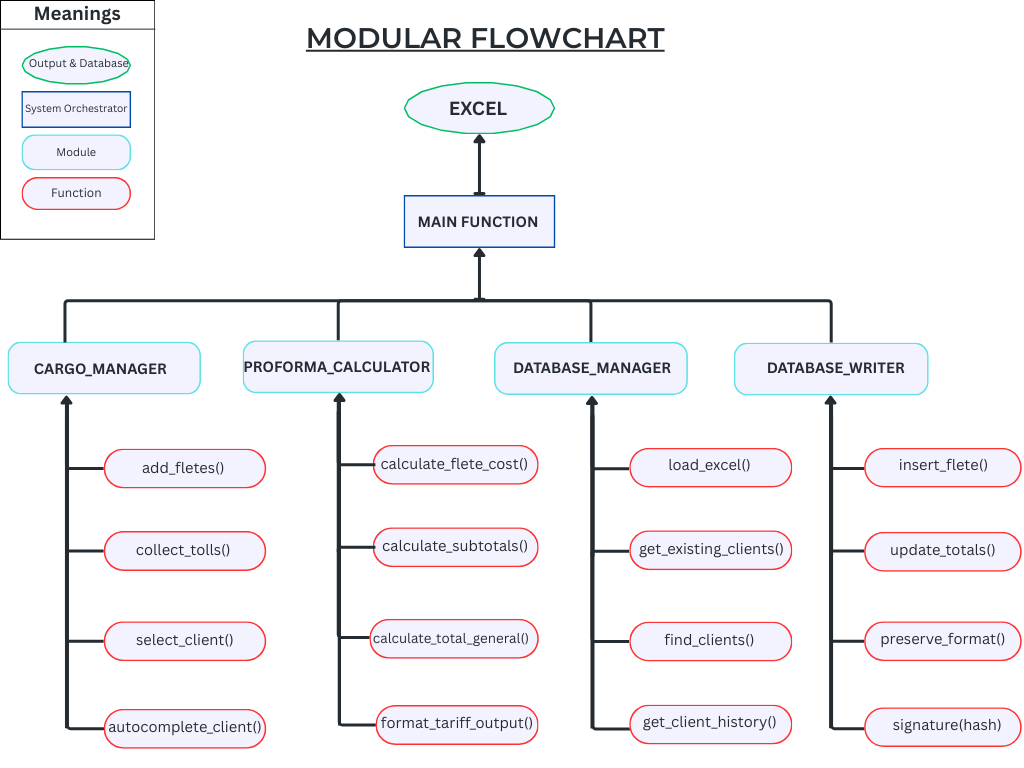 Meanings
Output & Database
System Orchestrator
Module
Function
MODULAR FLOWCHART
EXCEL
MAIN FUNCTION
CARGO_MANAGER
PROFORMA_CALCULATOR
DATABASE_MANAGER
DATABASE_WRITER
add_fletes()
collect_tolls()
select_client()
autocomplete_client()
calculate_flete_cost()
calculate_subtotals()
calculate_total_general()
format_tariff_output()
load_excel()
get_existing_clients()
find_clients()
get_client_history()
insert_flete()
update_totals()
preserve_format()
signature(hash)